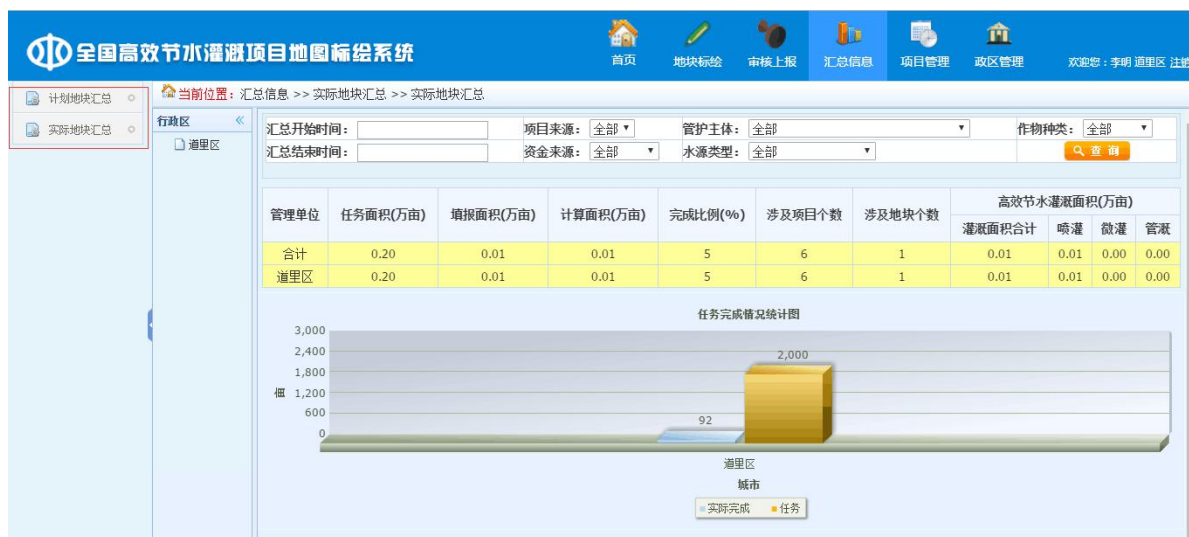 全国高效节水灌溉项目地图标绘系统
首页 地块标绘 审核上报 汇总信息 项目管理 政区管理
欢迎您：李明 道里区 注销
计划地块汇总
实际地块汇总
当前位置：汇总信息 >> 实际地块汇总 >> 实际地块汇总
行政区 《
道里区
汇总开始时间： 项目来源： 全部 管护主体： 全部 作物种类： 全部
汇总结束时间： 资金来源： 全部 水源类型： 全部 查 询
管理单位 任务面积(万亩) 填报面积(万亩) 计算面积(万亩) 完成比例(%) 涉及项目个数 涉及地块个数 高效节水灌溉面积(万亩)
灌溉面积合计 喷灌 微灌 管溉
合计 0.20 0.01 0.01 5 6 1 0.01 0.01 0.00 0.00
道里区 0.20 0.01 0.01 5 6 1 0.01 0.01 0.00 0.00
任务完成情况统计图
3,000
2,400
1,800
1,200
600
0
亩
2,000
92
道里区
城市
实际完成 任务